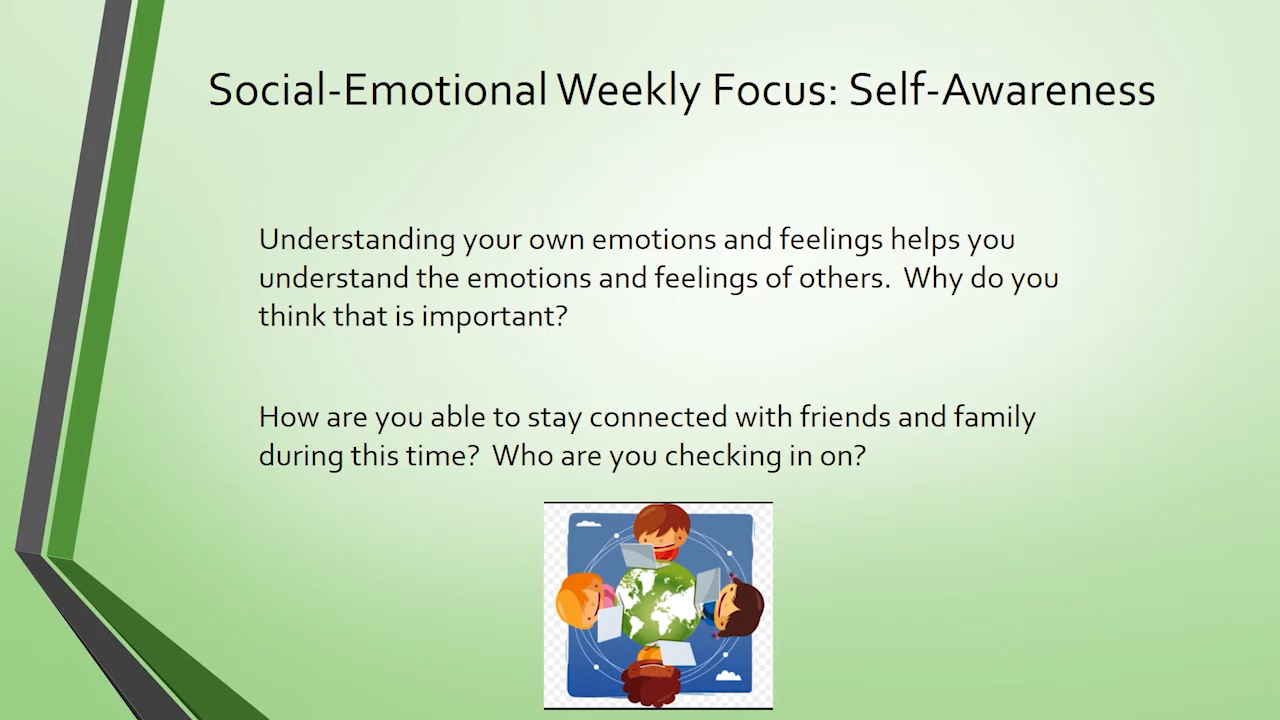 Social-Emotional Weekly Focus: Self-Awareness
Understanding your own emotions and feelings helps you
understand the emotions and feelings of others.  Why do you
think that is important?
How are you able to stay connected with friends and family
during this time?  Who are you checking in on?